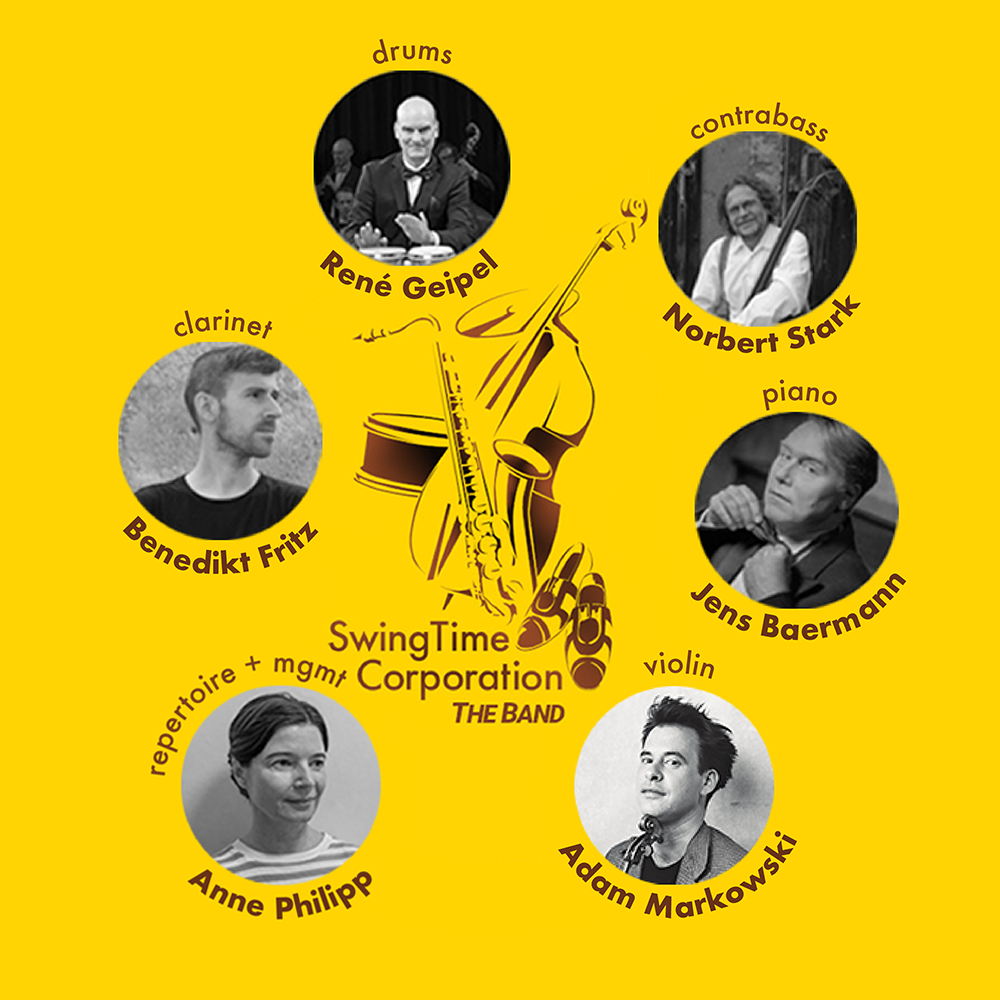 drums
René Geipel
contrabass
Norbert Stark
clarinet
Benedikt Fritz
piano
Jens Baermann
SwingTime
Corporation
THE BAND
repertoire + mgmt
Anne Philipp
violin
Adam Markowski